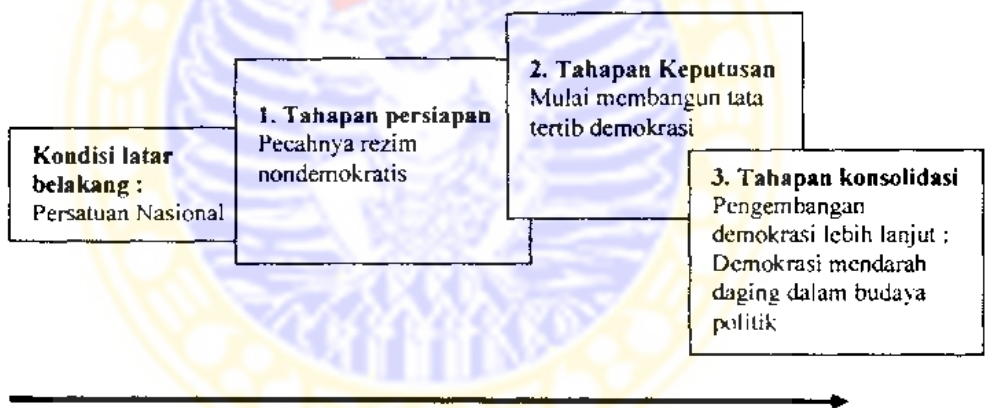 Kondisi latar
belakang :
Persatuan Nasional
1. Tahapan persiapan
Pecahnya rezim
nondemokratis
2. Tahapan Keputusan
Mulai membangun tata
tertib demokrasi
3. Tahapan konsolidasi
Pengembangan
demokrasi lebih lanjut :
Demokrasi mendarah
daging dalam budaya
politik